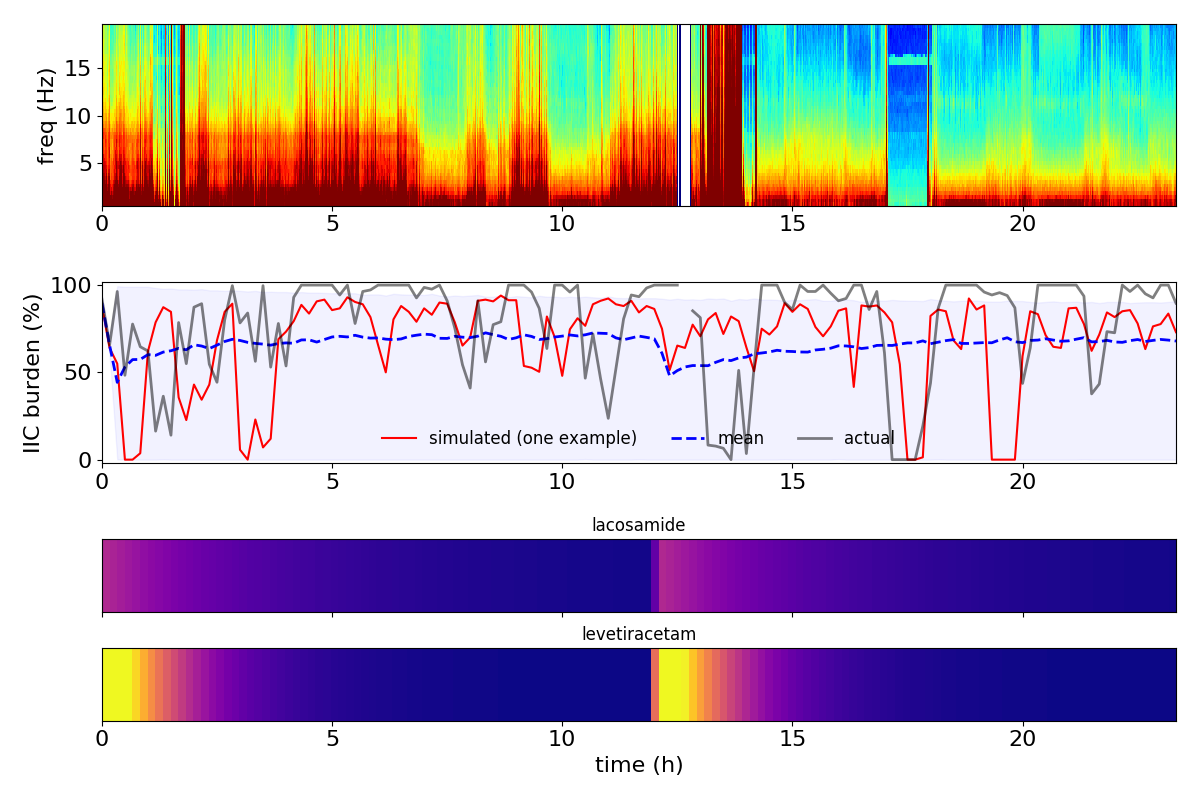 freq (Hz)
15
10
5
0 5 10 15 20
IIC burden (%)
100
50
0
simulated (one example) mean actual
0 5 10 15 20
lacosamide
levetiracetam
0 5 10 15 20
time (h)